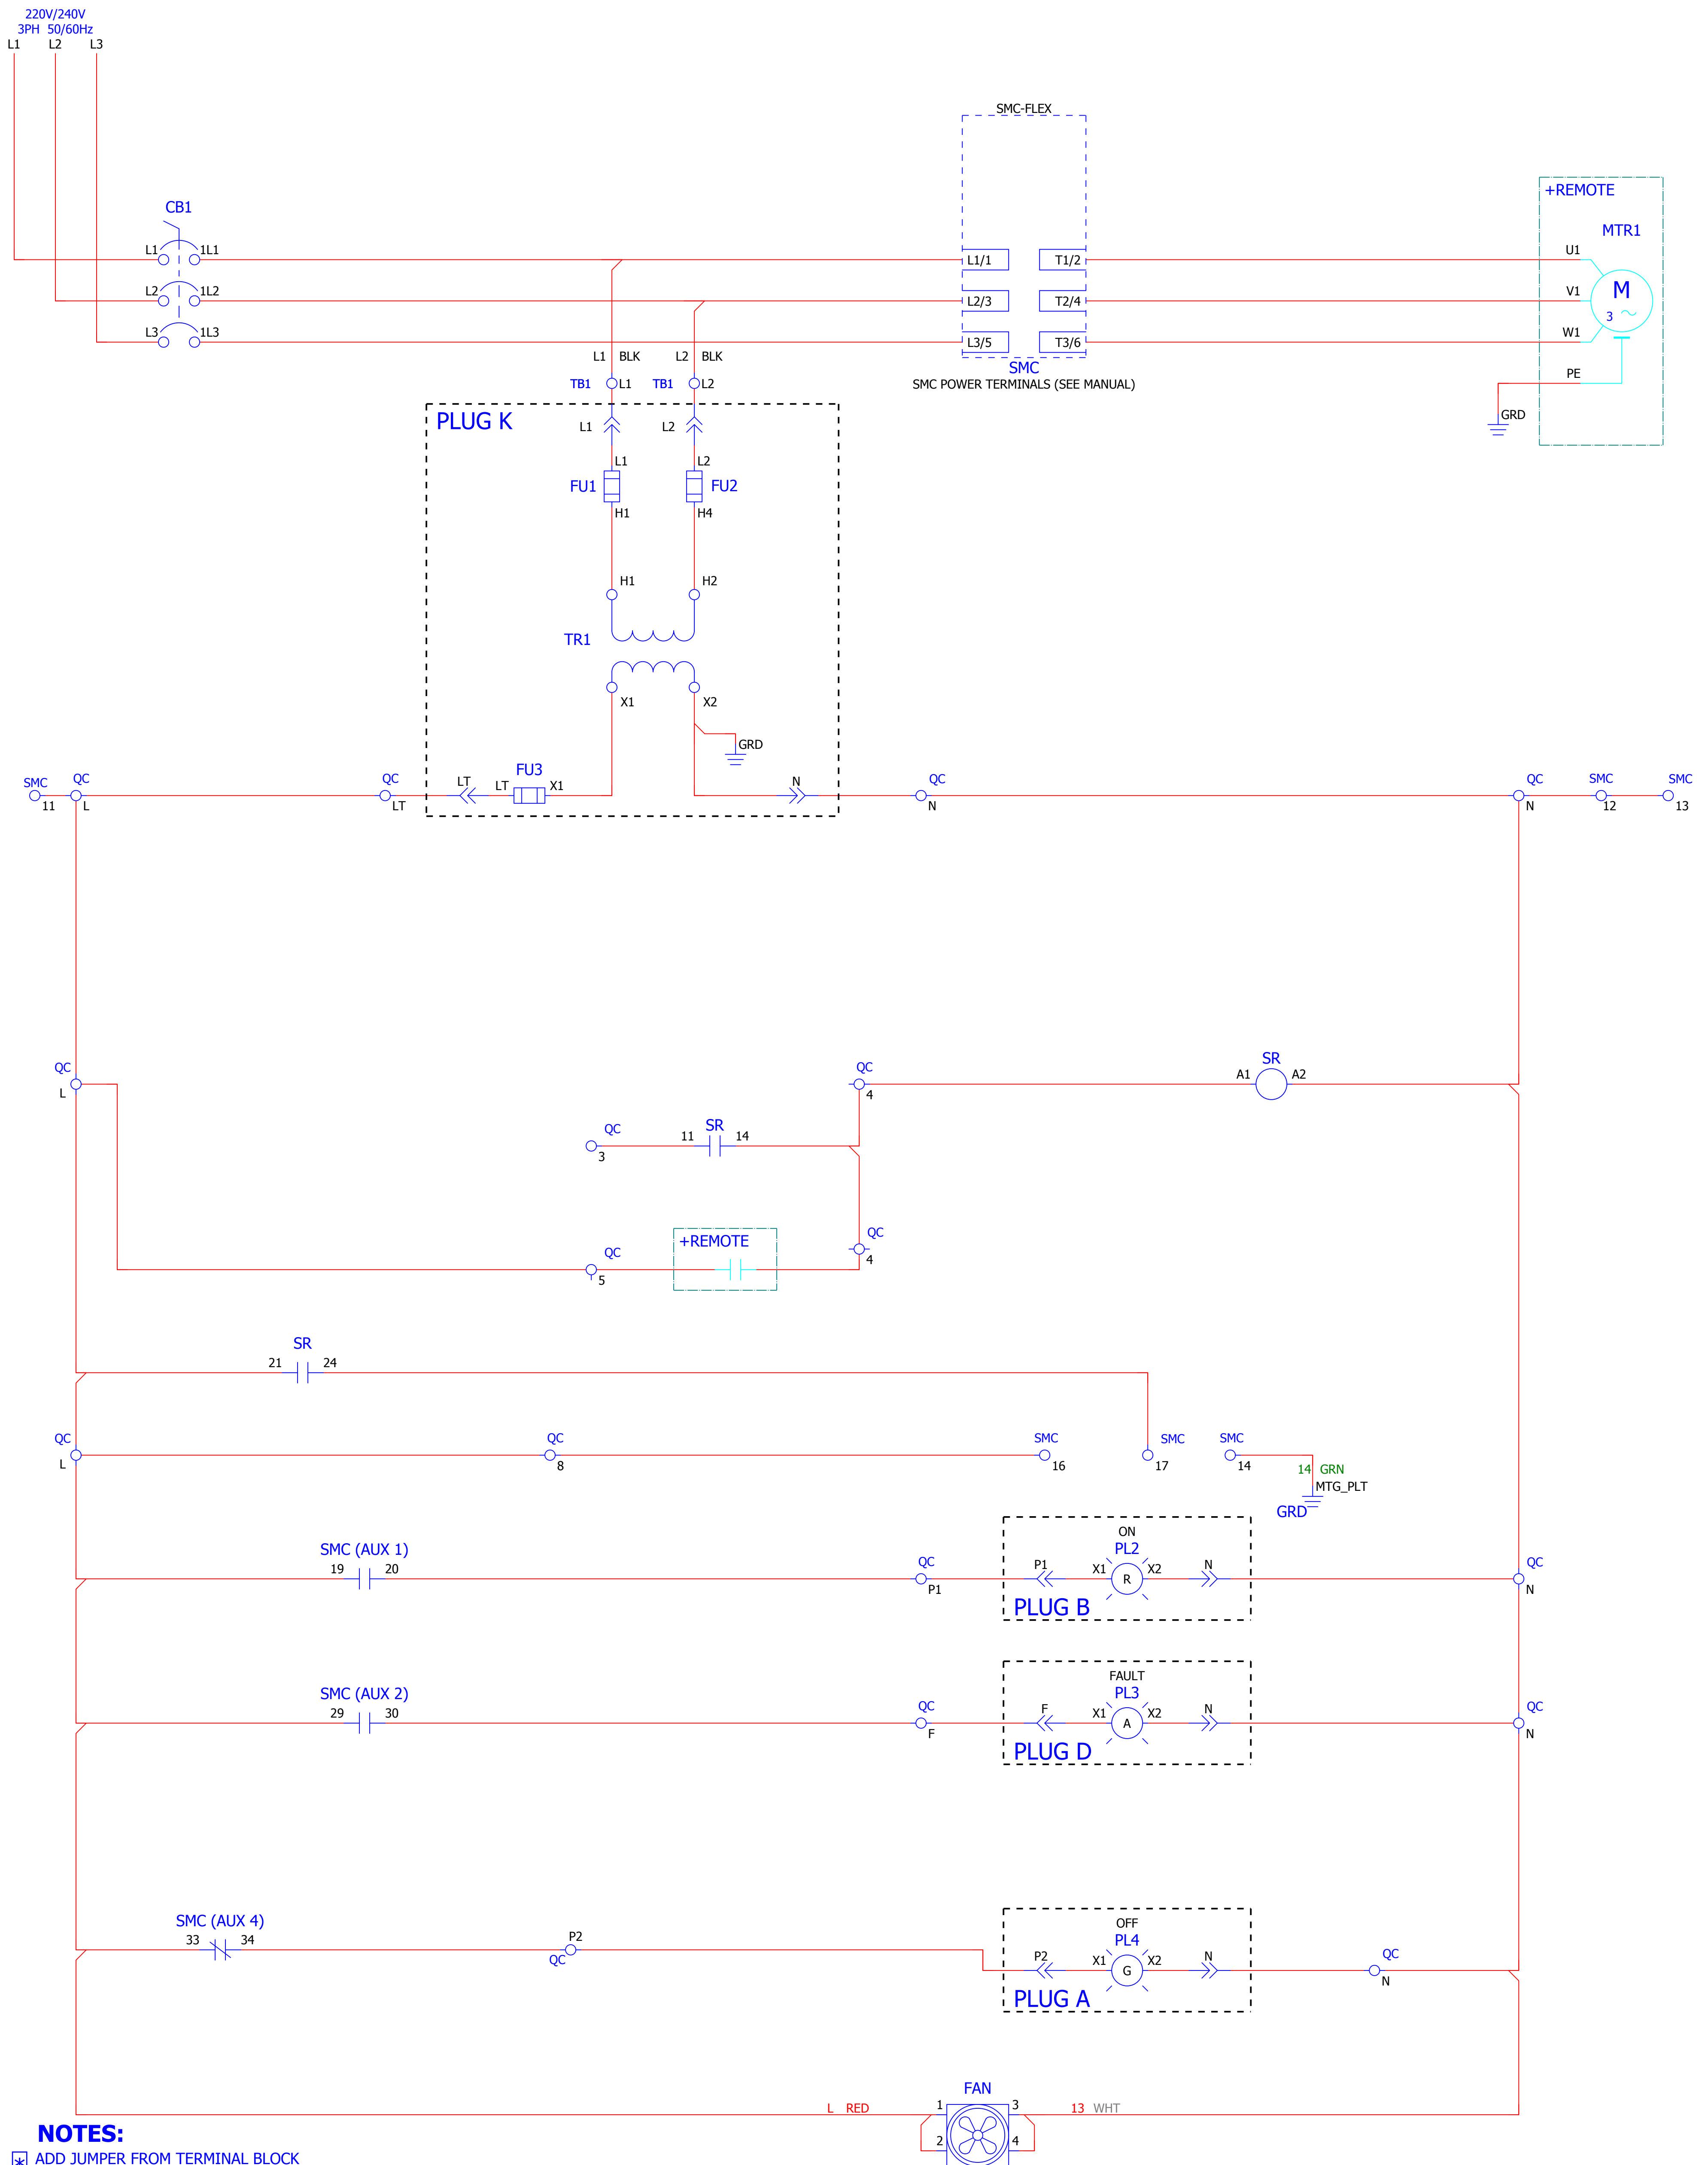 220V/240V
3PH 50/60Hz
L1 L2 L3
SMC-FLEX
+REMOTE
CB1
MTR1
L1 1L1
L1/1 T1/2
U1
L2 1L2
L2/3 T2/4
V1
M
3
L3 1L3
L3/5 T3/6
W1
L1 BLK L2 BLK
SMC
SMC POWER TERMINALS (SEE MANUAL)
PE
TB1 L1 TB1 L2
GRD
PLUG K
L1 L2
L1 L2
FU1 FU2
H1 H4
H1 H2
TR1
X1 X2
GRD
FU3
SMC QC QC LT LT X1 N QC QC SMC SMC
11 L LT N N 12 13
QC QC SR
L 4 A1 A2
QC SR
3 11 14
QC +REMOTE QC
5 4
SR
21 24
QC QC SMC SMC SMC
L 8 16 17 14
14 GRN
MTG_PLT
GRD
ON
SMC (AUX 1) PL2
19 20 QC P1 X1 R X2 N QC
P1 N
PLUG B
FAULT
SMC (AUX 2) PL3
29 30 QC F X1 A X2 N QC
F N
PLUG D
OFF
SMC (AUX 4) PL4
33 34 P2 P2 X1 G X2 N QC
QC N
PLUG A
FAN
L RED 1 3 13 WHT
2 4
NOTES:
* ADD JUMPER FROM TERMINAL BLOCK